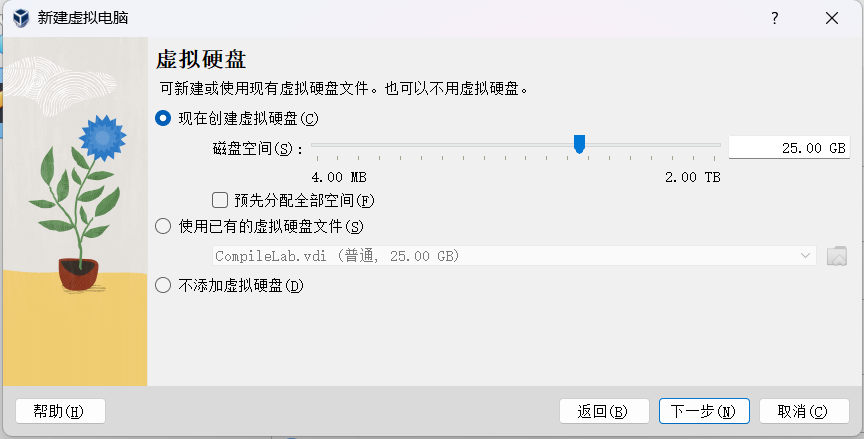 新建虚拟电脑 ?
虚拟硬盘
可新建或使用现有虚拟硬盘文件。也可以不用虚拟硬盘。
现在创建虚拟硬盘(C)
磁盘空间(S): 25.00 GB
4.00 MB 2.00 TB
预先分配全部空间(F)
使用已有的虚拟硬盘文件(S)
CompileLab.vdi (普通, 25.00 GB)
不添加虚拟硬盘(D)
帮助(H) 返回(B) 下一步(N) 取消(C)